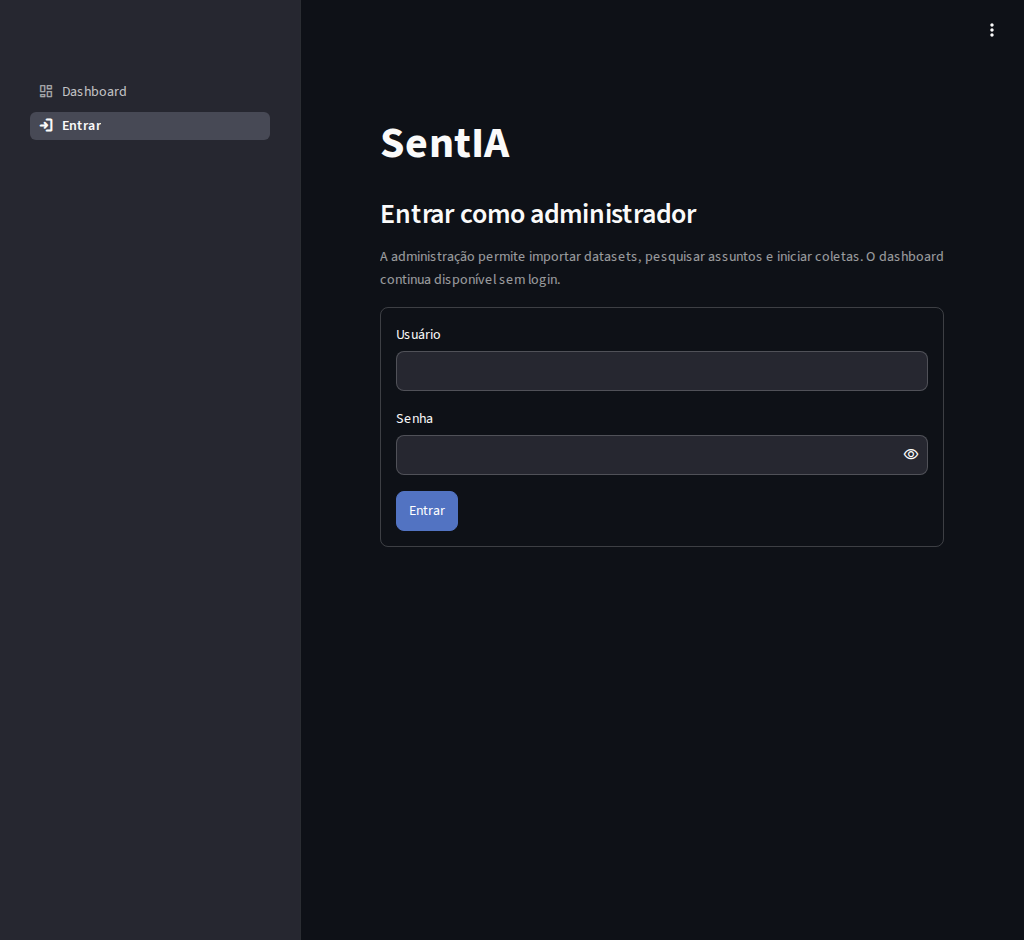 Dashboard
Entrar
SentIA
Entrar como administrador
A administração permite importar datasets, pesquisar assuntos e iniciar coletas. O dashboard
continua disponível sem login.
Usuário
Senha
Entrar